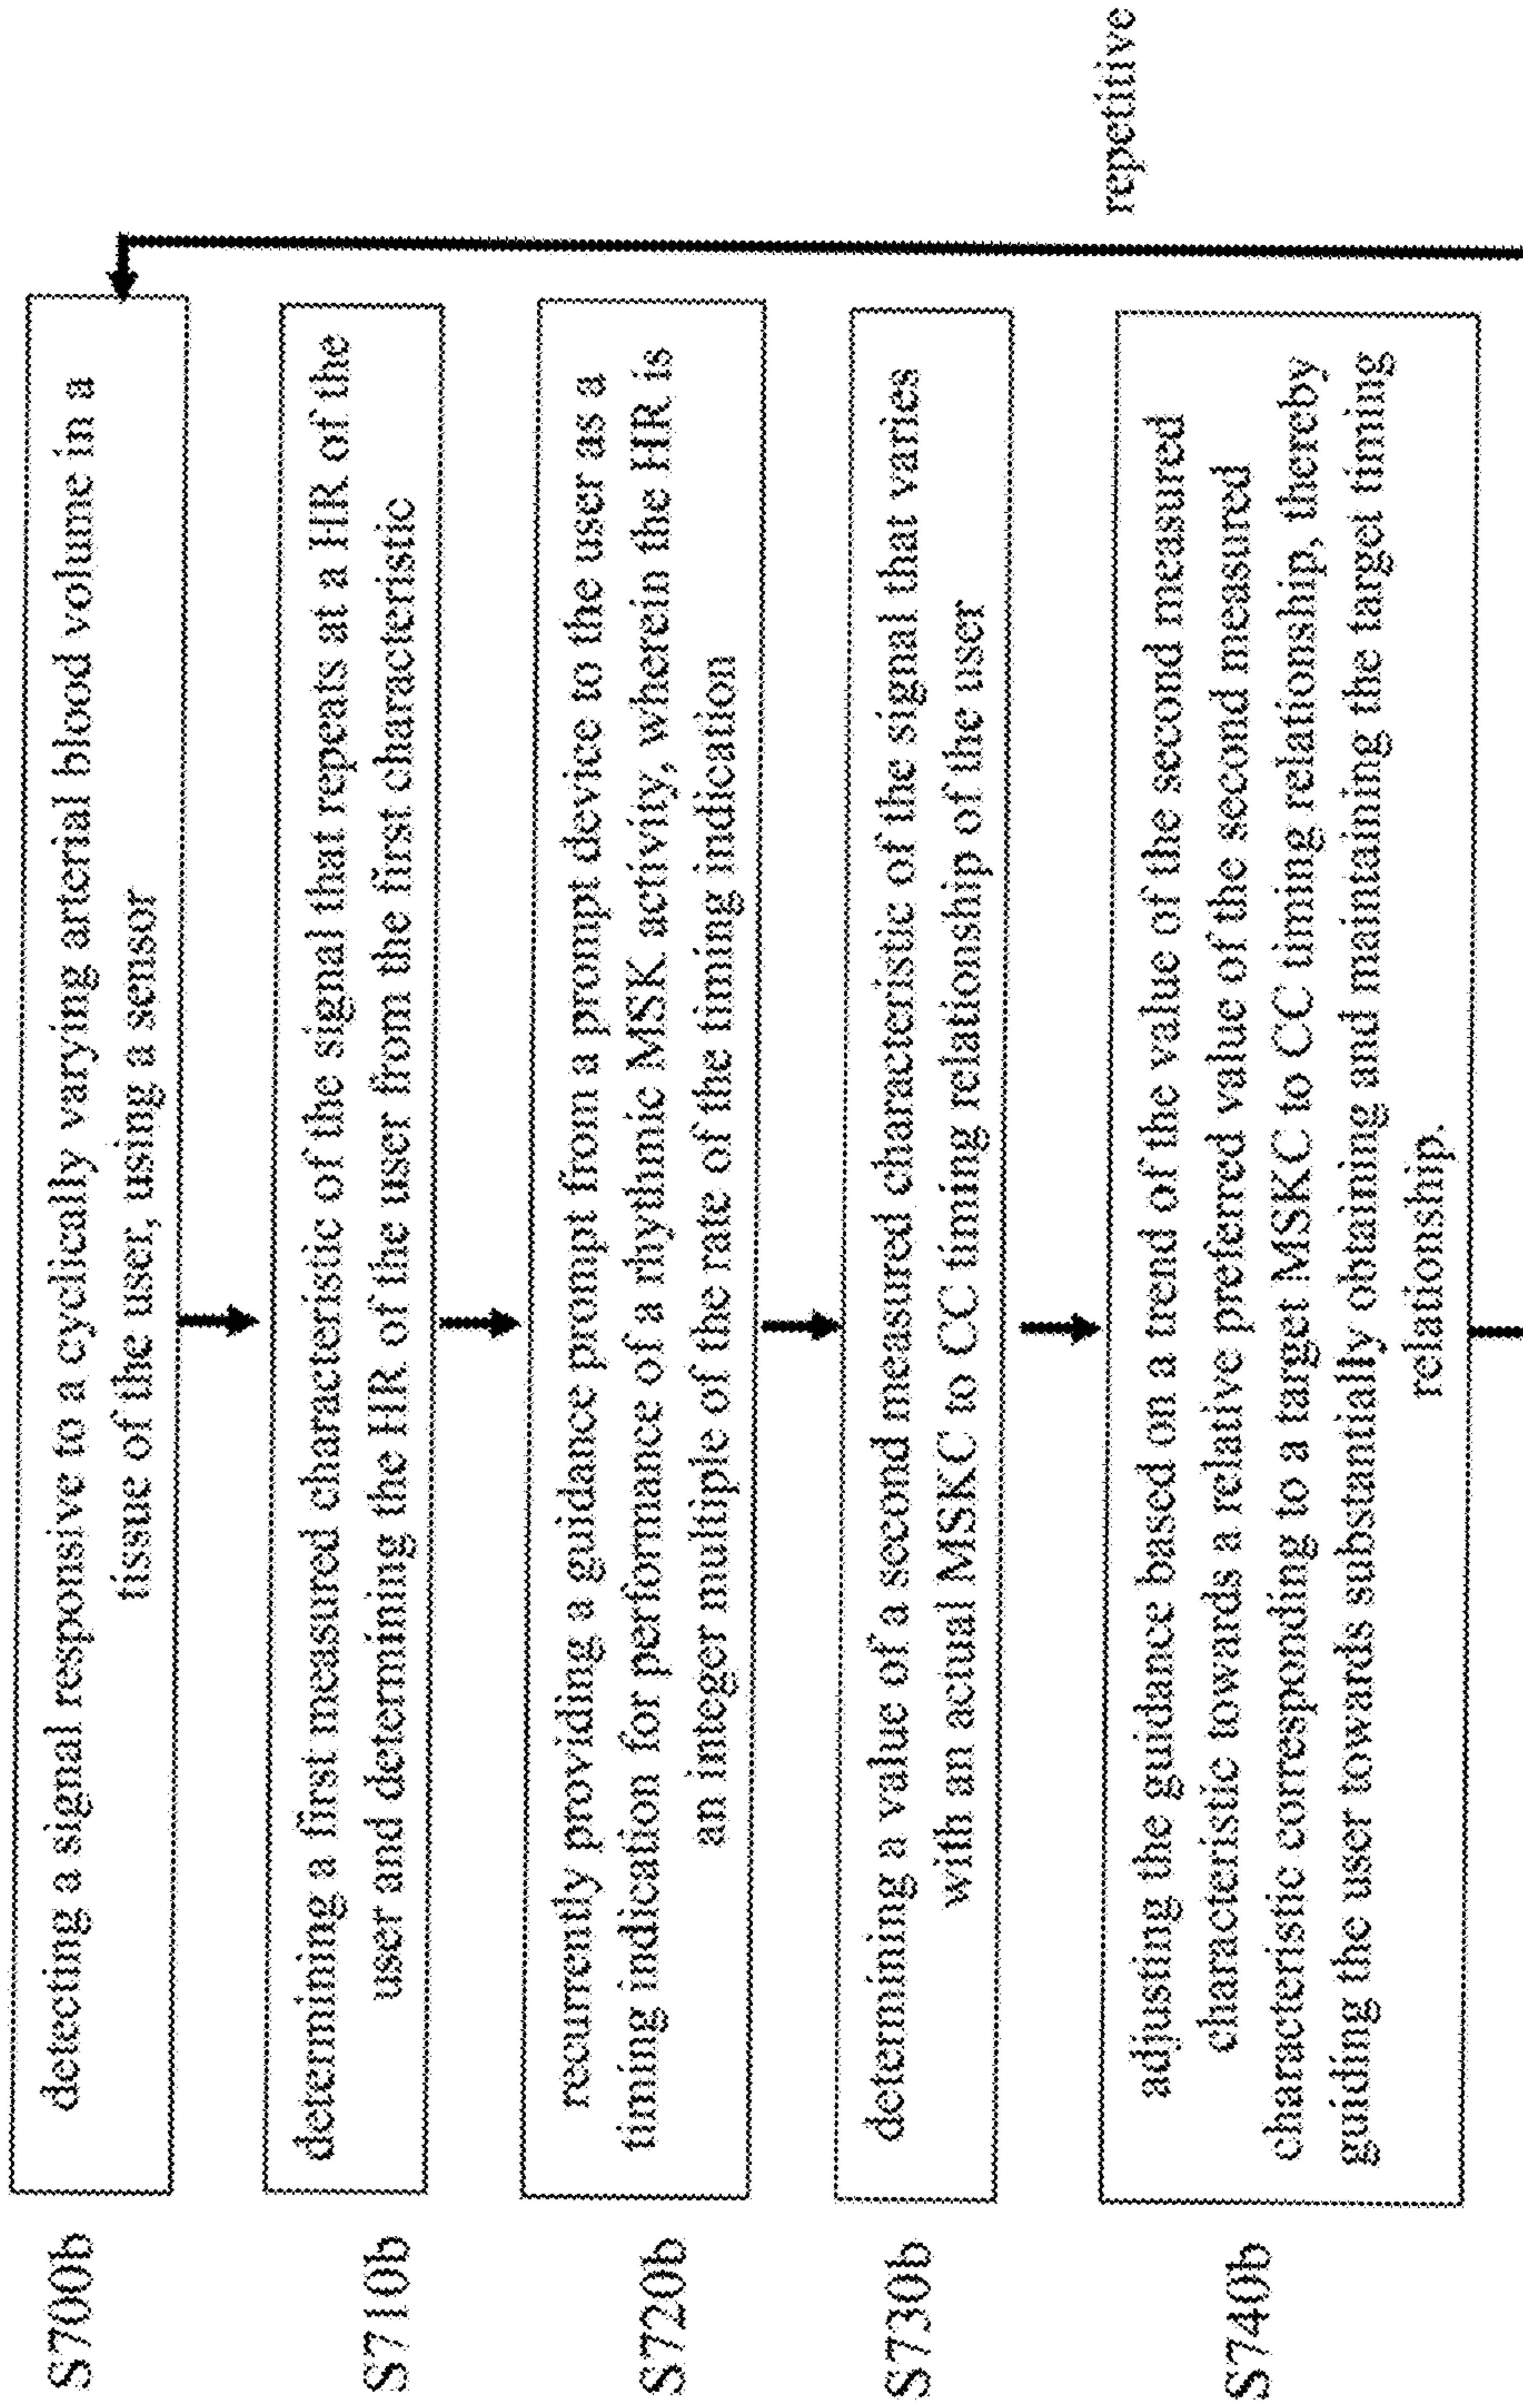 S700b
detecting a signal responsive to a cyclically varying arterial blood volume in a
tissue of the user, using a sensor
S710b
determining a first measured characteristic of the signal that repeats at a HR of the
user and determining the HR of the user from the first characteristic
S720b
recurrently providing a guidance prompt from a prompt device to the user as a
timing indication for performance of a rhythmic MSK activity, wherein the HR is
an integer multiple of the rate of the timing indication
S730b
determining a value of a second measured characteristic of the signal that varies
with an actual MSKC to CC timing relationship of the user
S740b
adjusting the guidance based on a trend of the value of the second measured
characteristic towards a relative preferred value of the second measured
characteristic corresponding to a target MSKC to CC timing relationship, thereby
guiding the user towards substantially obtaining and maintaining the target timing
relationship.
repetitive